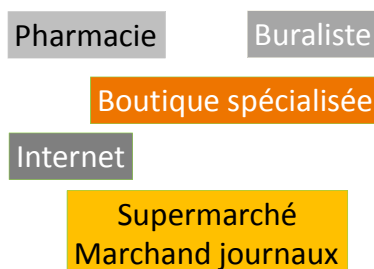 Pharmacie
Buraliste
Boutique spécialisée
Internet
Supermarché
Marchand journaux